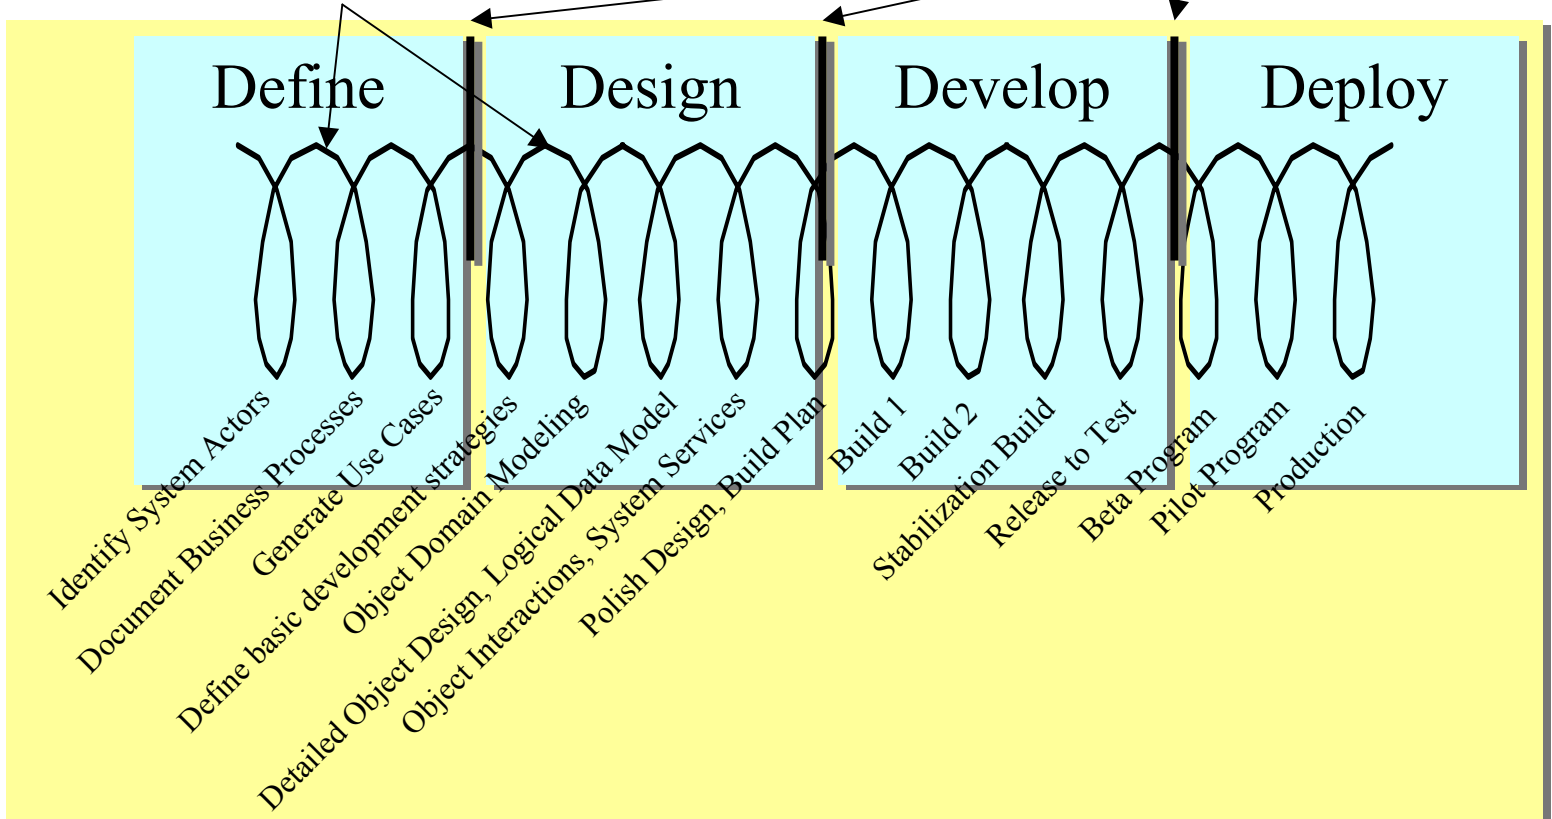 Define
Design
Develop
Deploy
Identify System Actors
Document Business Processes
Generate Use Cases
Define basic development strategies
Object Domain Modeling
Detailed Object Design, Logical Data Model
Object Interactions, System Services
Polish Design, Build Plan
Build 1
Build 2
Stabilization Build
Release to Test
Beta Program
Pilot Program
Production